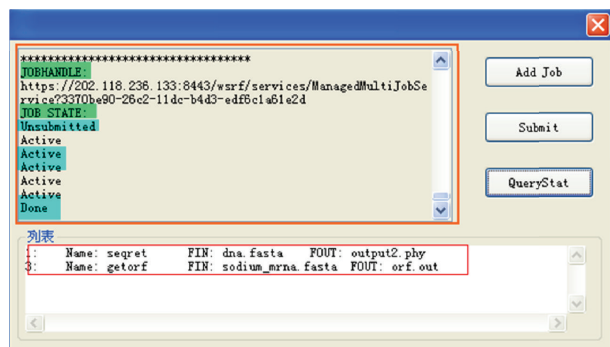 **********************************
JOBHANDLE:
https://202.118.236.133:8443/wsrf/services/ManagedMultiJobSe
rvice?3370be90-26c2-11dc-b4d3-edf6c1a61e2d
JOB STATE:
Unsubmitted
Active
Active
Active
Active
Active
Done
Add Job
Submit
QueryStat
列表
1: Name: seqret FIN: dna.fasta FOUT: output2.phy
3: Name: getorf FIN: sodium_mrna.fasta FOUT: orf.out